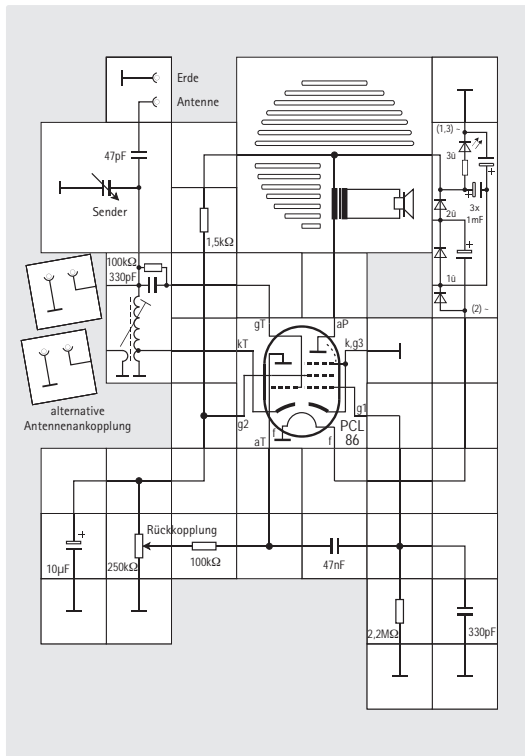 Erde
Antenne
47pF
Sender
(1,3) ~
3ü
3x
1mF
2ü
1ü
(2) ~
1,5kΩ
100kΩ
330pF
gT
aP
kT
k,g3
g1
g2
PCL
86
aT
f
f
alternative
Antennenankopplung
Rückkopplung
10µF
250kΩ
100kΩ
47nF
2,2MΩ
330pF